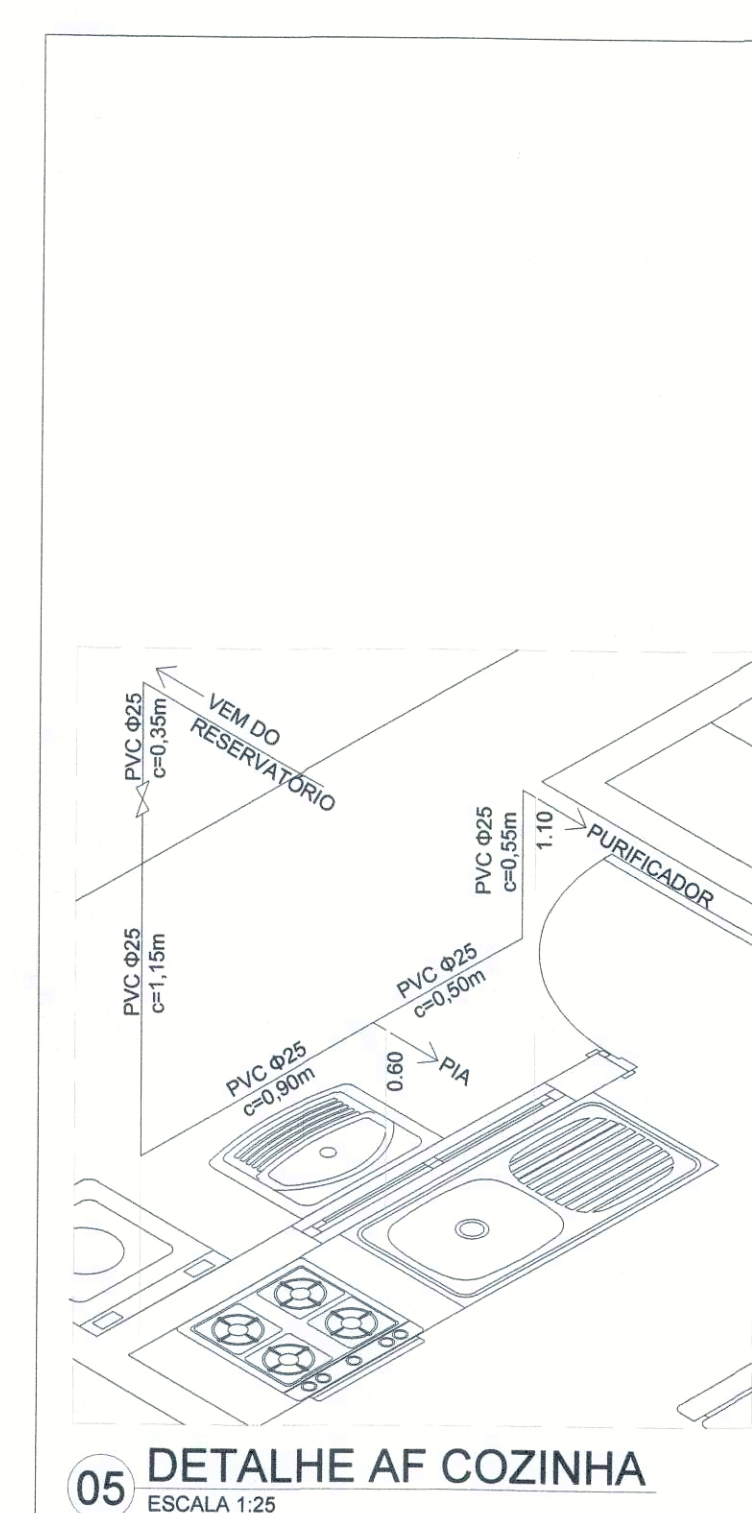 PVC Φ25
c=0,35m
VEM DO
RESERVATÓRIO
PVC Φ25
c=0,55m
1.10
PURIFICADOR
PVC Φ25
c=1,15m
PVC Φ25
c=0,50m
PVC Φ25
c=0,90m
0.60
PIA
05
DETALHE AF COZINHA
ESCALA 1:25